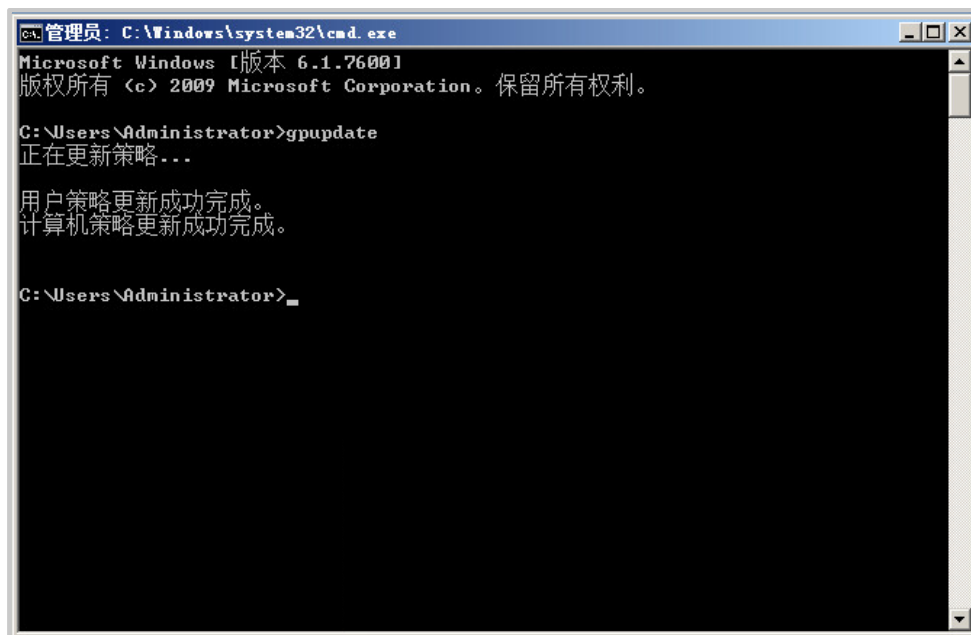 管理员: C:\Windows\system32\cmd.exe
Microsoft Windows [版本 6.1.7600]
版权所有 (c) 2009 Microsoft Corporation。保留所有权利。
C:\Users\Administrator>gpupdate
正在更新策略...
用户策略更新成功完成。
计算机策略更新成功完成。
C:\Users\Administrator>_